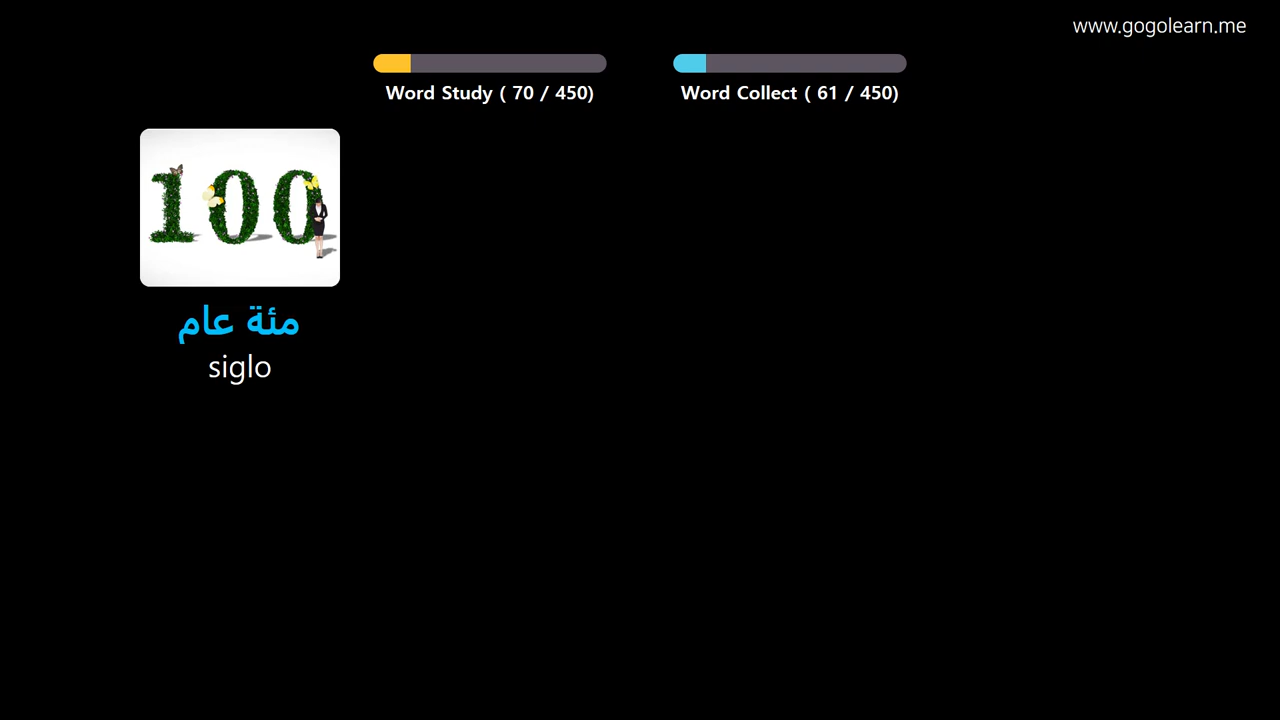 www.gogolearn.me
Word Study ( 70 / 450)
Word Collect ( 61 / 450)
100
مئة عام
siglo